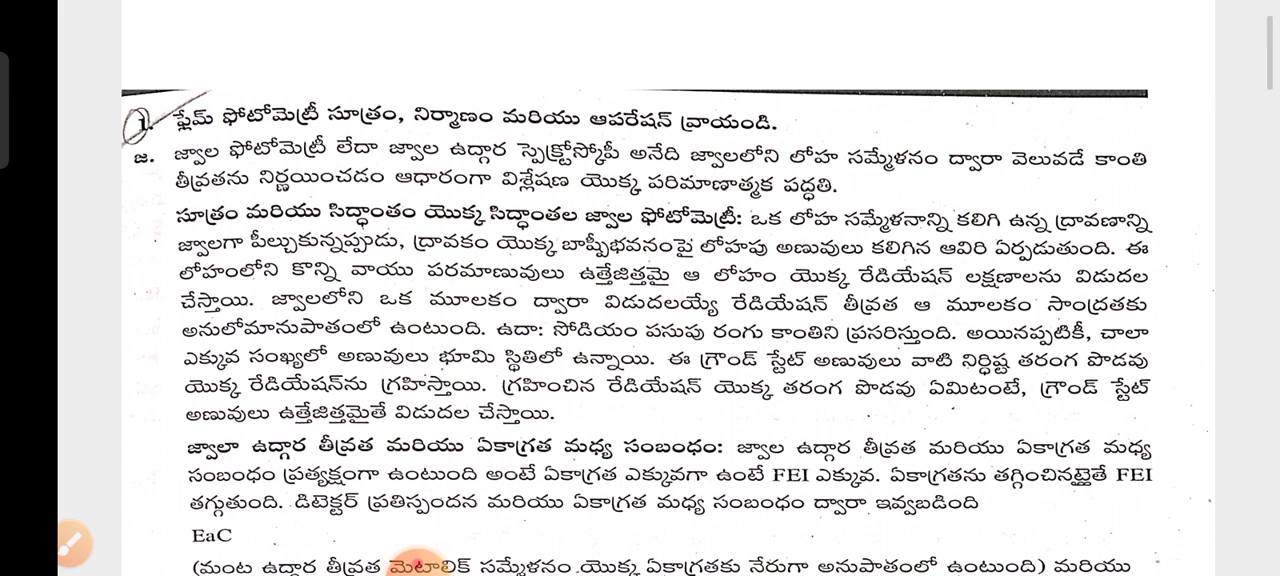 1. ఫ్లేమ్ ఫోటోమెట్రీ సూత్రం, నిర్మాణం మరియు ఆపరేషన్ వ్రాయండి.
జ. జ్వాల ఫోటోమెట్రీ లేదా జ్వాల ఉద్గార స్పెక్ట్రోస్కోపీ అనేది జ్వాలలోని లోహ సమ్మేళనం ద్వారా వెలువడే కాంతి
తీవ్రతను నిర్ణయించడం ఆధారంగా విశ్లేషణ యొక్క పరిమాణాత్మక పద్ధతి.
సూత్రం మరియు సిద్ధాంతం యొక్క సిద్ధాంతల జ్వాల ఫోటోమెట్రీ: ఒక లోహ సమ్మేళనాన్ని కలిగి ఉన్న ద్రావణాన్ని
జ్వాలగా పీల్చుకున్నప్పుడు, ద్రావకం యొక్క బాష్పీభవనంపై లోహపు అణువులు కలిగిన ఆవిరి ఏర్పడుతుంది. ఈ
లోహంలోని కొన్ని వాయు పరమాణువులు ఉత్తేజిత్తమై ఆ లోహం యొక్క రేడియేషన్ లక్షణాలను విడుదల
చేస్తాయి. జ్వాలలోని ఒక మూలకం ద్వారా విడుదలయ్యే రేడియేషన్ తీవ్రత ఆ మూలకం సాంద్రతకు
అనులోమానుపాతంలో ఉంటుంది. ఉదా: సోడియం పసుపు రంగు కాంతిని ప్రసరిస్తుంది. అయినప్పటికీ, చాలా
ఎక్కువ సంఖ్యలో అణువులు భూమి స్థితిలో ఉన్నాయి. ఈ గ్రౌండ్ స్టేట్ అణువులు వాటి నిర్ధిష్ట తరంగ పొడవు
యొక్క రేడియేషన్‌ను గ్రహిస్తాయి. గ్రహించిన రేడియేషన్ యొక్క తరంగ పొడవు ఏమిటంటే, గ్రౌండ్ స్టేట్
అణువులు ఉత్తేజిత్తమైతే విడుదల చేస్తాయి.
జ్వాలా ఉద్గార తీవ్రత మరియు ఏకాగ్రత మధ్య సంబంధం: జ్వాల ఉద్గార తీవ్రత మరియు ఏకాగ్రత మధ్య
సంబంధం ప్రత్యక్షంగా ఉంటుంది అంటే ఏకాగ్రత ఎక్కువగా ఉంటే FEI ఎక్కువ. ఏకాగ్రతను తగ్గించినట్లైతే FEI
తగ్గుతుంది. డిటెక్టర్ ప్రతిస్పందన మరియు ఏకాగ్రత మధ్య సంబంధం ద్వారా ఇవ్వబడింది
EaC
(మంట ఉద్గార తీవ్రత మెటాలిక్ సమ్మేళనం యొక్క ఏకాగ్రతకు నేరుగా అనుపాతంలో ఉంటుంది) మరియు